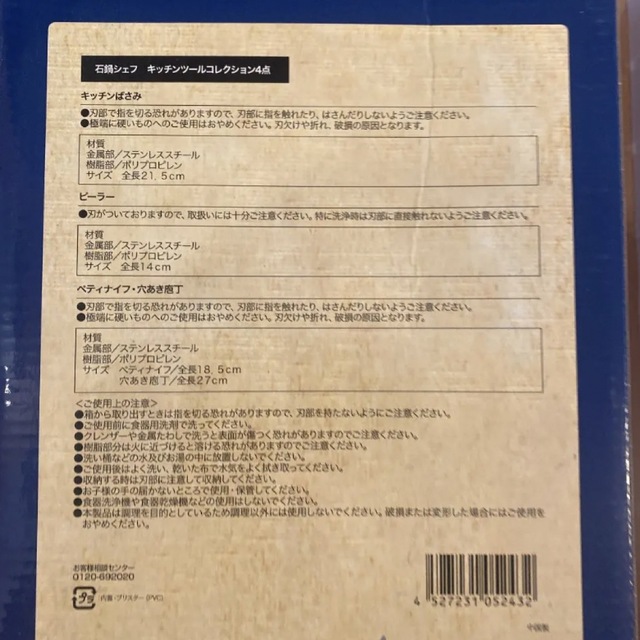 石鍋シェフ　キッチンツールコレクション4点
キッチンばさみ
●刃部で指を切る恐れがありますので、刃部に指を触れたり、はさんだりしないようご注意ください。
●極端に硬いものへのご使用はおやめください。刃欠けや折れ、破損の原因となります。
材質
金属部／ステンレススチール
樹脂部／ポリプロピレン
サイズ　全長21.5cm
ピーラー
●刃がついておりますので、取扱いには十分ご注意ください。特に洗浄時は刃部に直接触れないようご注意ください。
材質
金属部／ステンレススチール
樹脂部／ポリプロピレン
サイズ　全長14cm
ペティナイフ・穴あき庖丁
●刃部で指を切る恐れがありますので、刃部に指を触れたり、はさんだりしないようご注意ください。
●極端に硬いものへのご使用はおやめください。刃欠けや折れ、破損の原因となります。
材質
金属部／ステンレススチール
樹脂部／ポリプロピレン
サイズ　ペティナイフ／全長18.5cm
穴あき庖丁／全長27cm
＜ご使用上の注意＞
●箱から取り出すときは指を切る恐れがありますので、刃部を持たないようにご注意ください。
●ご使用前に食器用洗剤で洗ってください。
●クレンザーや金属たわしで洗うと表面が傷つく恐れがありますのでご注意ください。
●樹脂部分は火に近づけると溶ける恐れがありますのでご注意ください。
●洗い桶などの水及びお湯の中に放置しないでください。
●ご使用後はよく洗い、乾いた布で水気をよく拭き取ってください。
●収納する時は刃部に注意して収納してください。
●お子様の手の届かないところで使用・保管してください。
●食器洗浄機や食器乾燥機などの使用はしないでください。
●本製品は調理を目的としているため調理以外には使用しないでください。破損または変形した場合にはご使用を
おやめください。
お客様相談センター
0120-692020
プラ 内装・ブリスター（PVC）
4 527231 052432
中国製